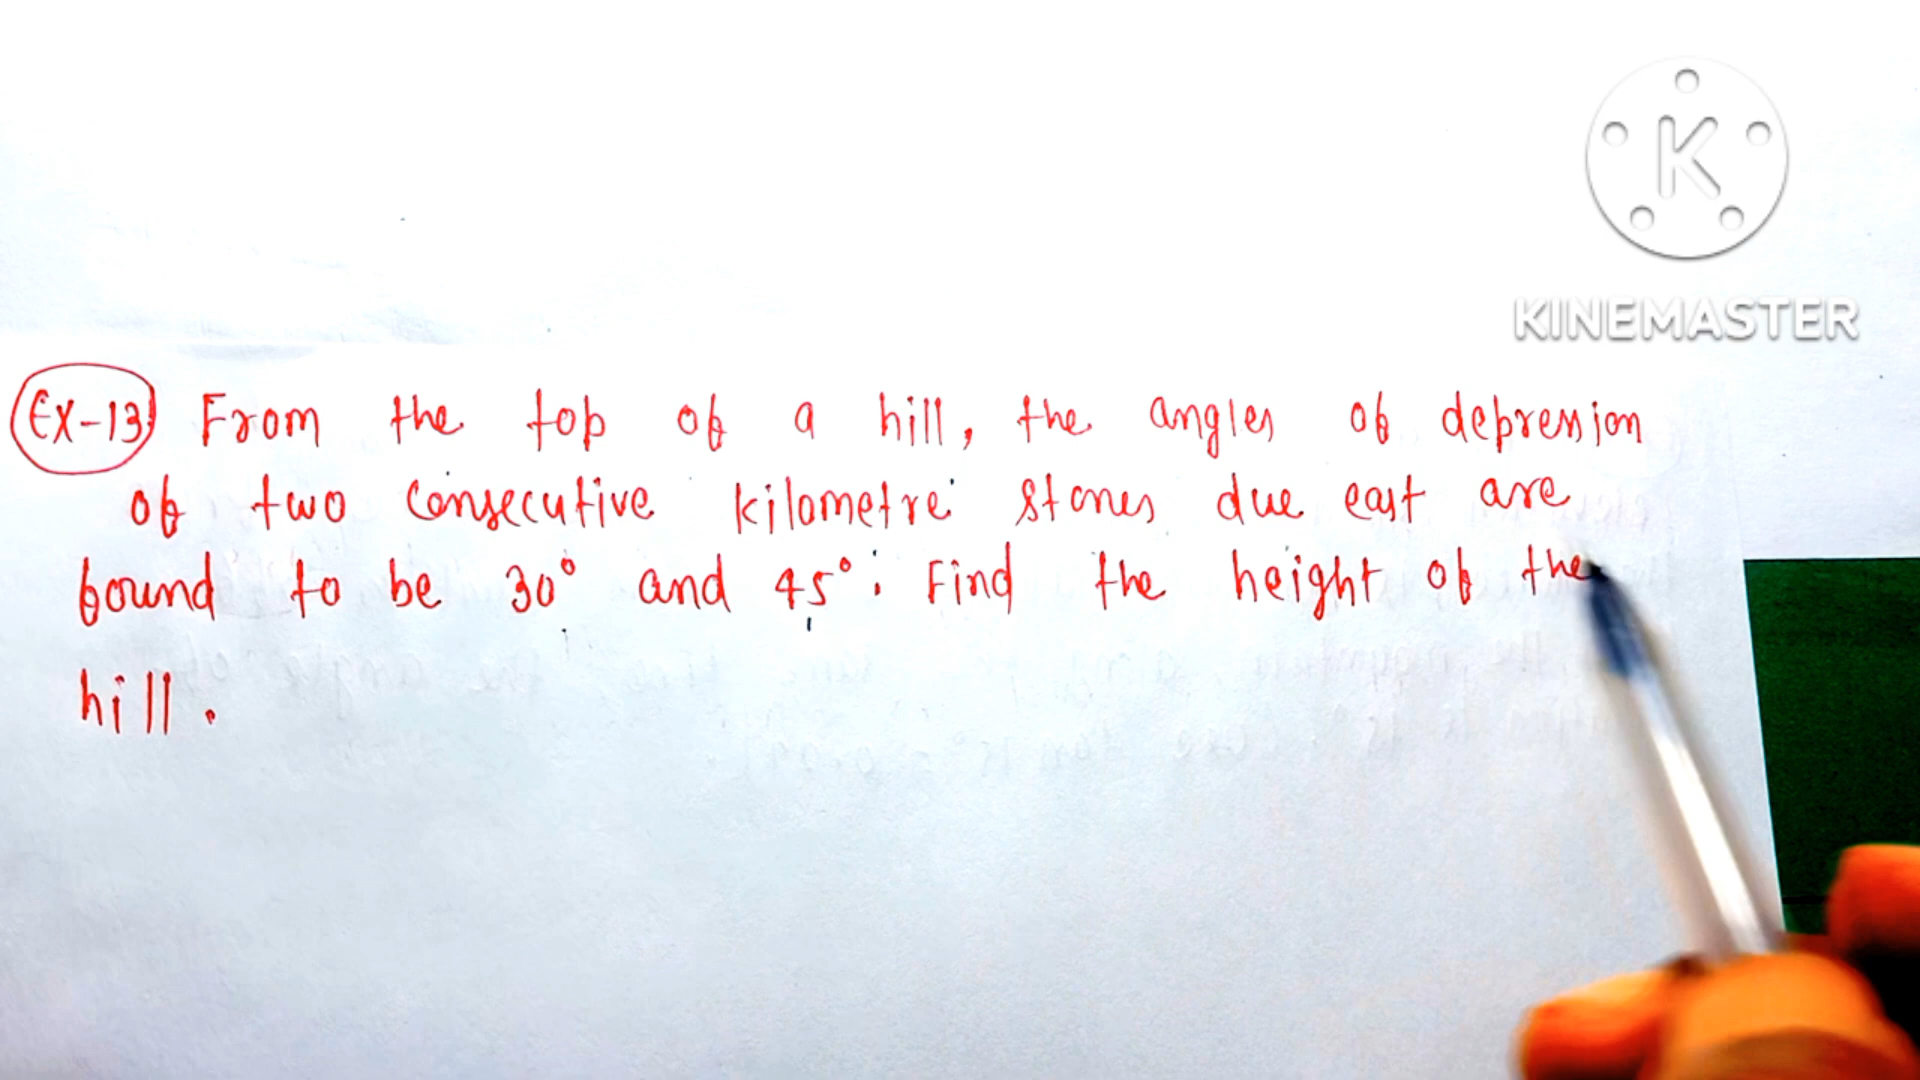 K
KINEMASTER
EX-13 From the top of a hill, the angles of depression
of two consecutive kilometre stones due east are
found to be 30° and 45°. Find the height of the
hill.